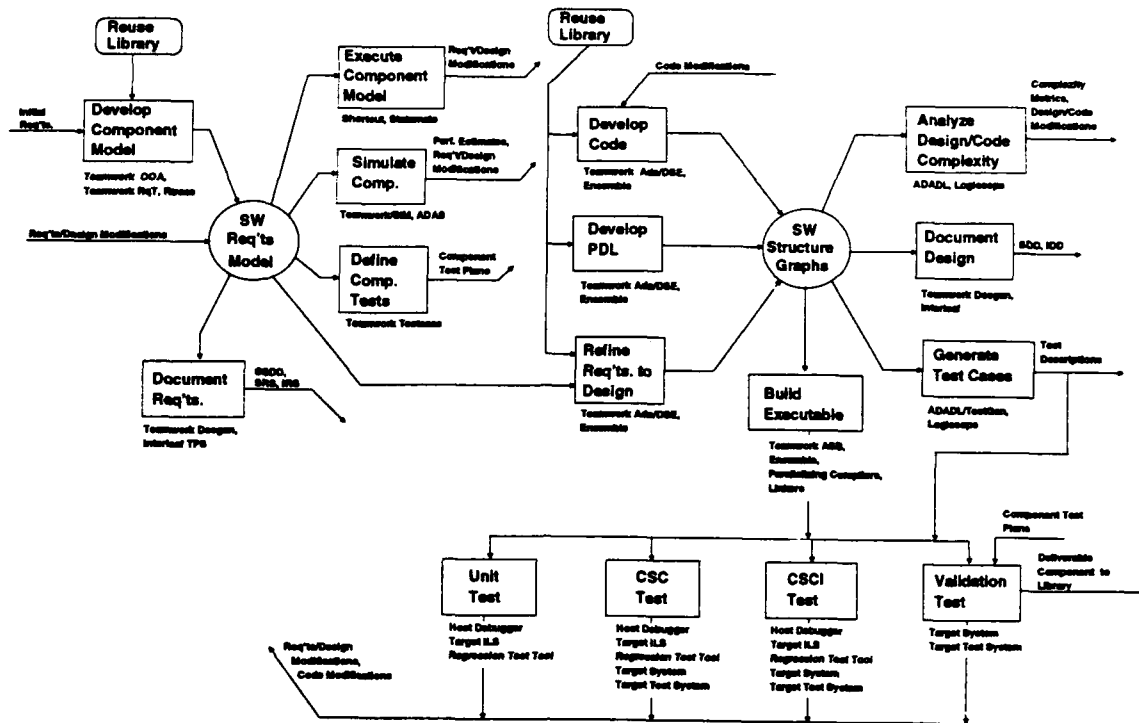 Reuse
Library
Initial
Req'ts.
Develop
Component
Model
Teamwork OOA,
Teamwork RqT,
Execute
Component
Model
Shortcut, Statemate
Req't/Design
Modifications
Simulate
Comp.
Teamwork/SIM, ADAS
Perf. Estimates,
Req't/Design
Modifications
Req'ts/Design Modifications
SW
Req'ts
Model
Define
Comp.
Tests
Teamwork Testcase
Component
Test Plans
Document
Req'ts.
Teamwork Docgen,
Interleaf TPS
SSDD,
SRS, IRS
Reuse
Library
Code Modifications
Develop
Code
Teamwork Ada/DSE,
Ensemble
Develop
PDL
Teamwork Ada/DSE,
Ensemble
Refine
Req'ts. to
Design
Teamwork Ada/DSE,
Ensemble
SW
Structure
Graphs
Analyze
Design/Code
Complexity
ADADL, Logiscope
Complexity
Metrics,
Design/Code
Modifications
Document
Design
Teamwork Docgen,
Interleaf
SDD, IDD
Generate
Test Cases
ADADL/TestGen,
Logiscope
Test
Descriptions
Build
Executable
Teamwork ASB,
Ensemble,
Parallelizing Compilers,
Linkers
Unit
Test
Host Debugger
Target ILS
Regression Test Tool
CSC
Test
Host Debugger
Target ILS
Regression Test Tool
Target System
Target Test System
CSCI
Test
Host Debugger
Target ILS
Regression Test Tool
Target System
Target Test System
Validation
Test
Target System
Target Test System
Component Test
Plans
Deliverable
Component to
Library
Req'ts/Design
Modifications,
Code Modifications